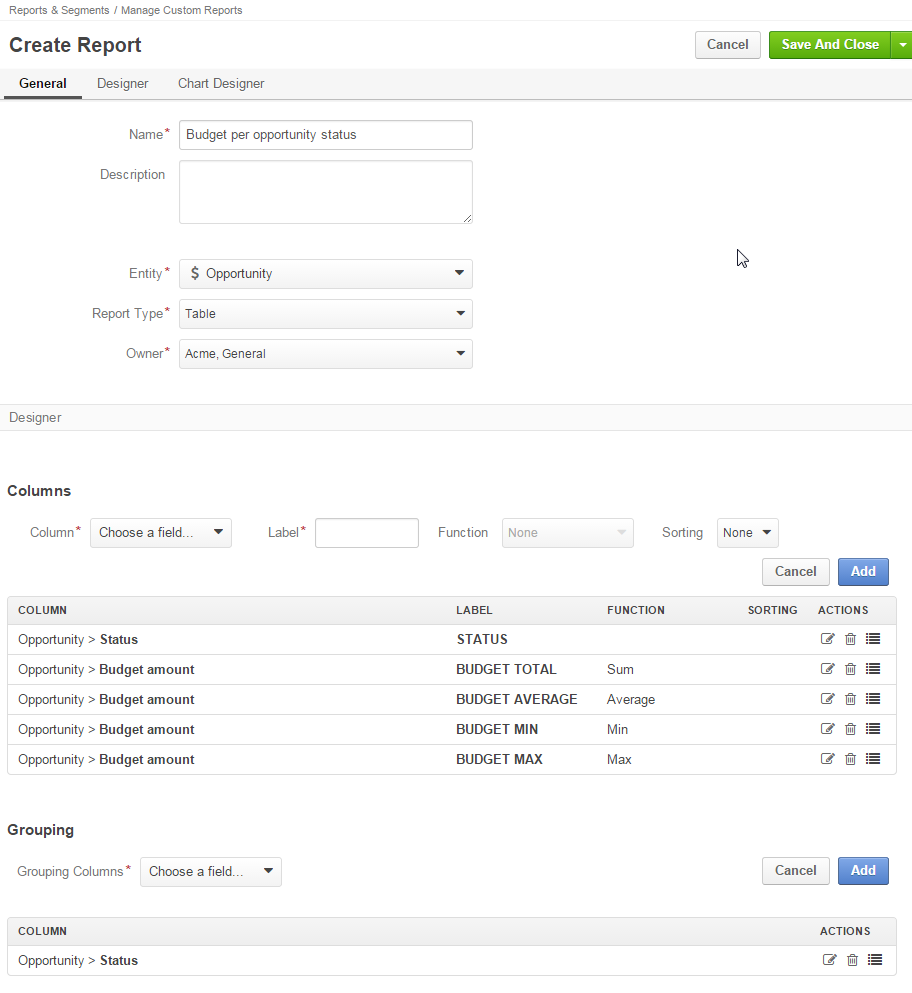 Reports & Segments / Manage Custom Reports
Create Report
Cancel
Save And Close
General
Designer
Chart Designer
Name*
Budget per opportunity status
Description
Entity*
$ Opportunity
Report Type*
Table
Owner*
Acme, General
Designer
Columns
Column* Choose a field... Label* Function None Sorting None
Cancel Add
COLUMN LABEL FUNCTION SORTING ACTIONS
Opportunity > Status STATUS
Opportunity > Budget amount BUDGET TOTAL Sum
Opportunity > Budget amount BUDGET AVERAGE Average
Opportunity > Budget amount BUDGET MIN Min
Opportunity > Budget amount BUDGET MAX Max
Grouping
Grouping Columns* Choose a field... Cancel Add
COLUMN ACTIONS
Opportunity > Status